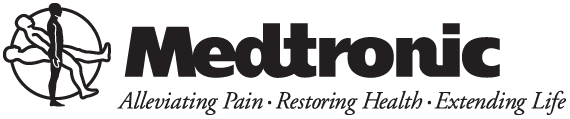 Medtronic
Alleviating Pain · Restoring Health · Extending Life